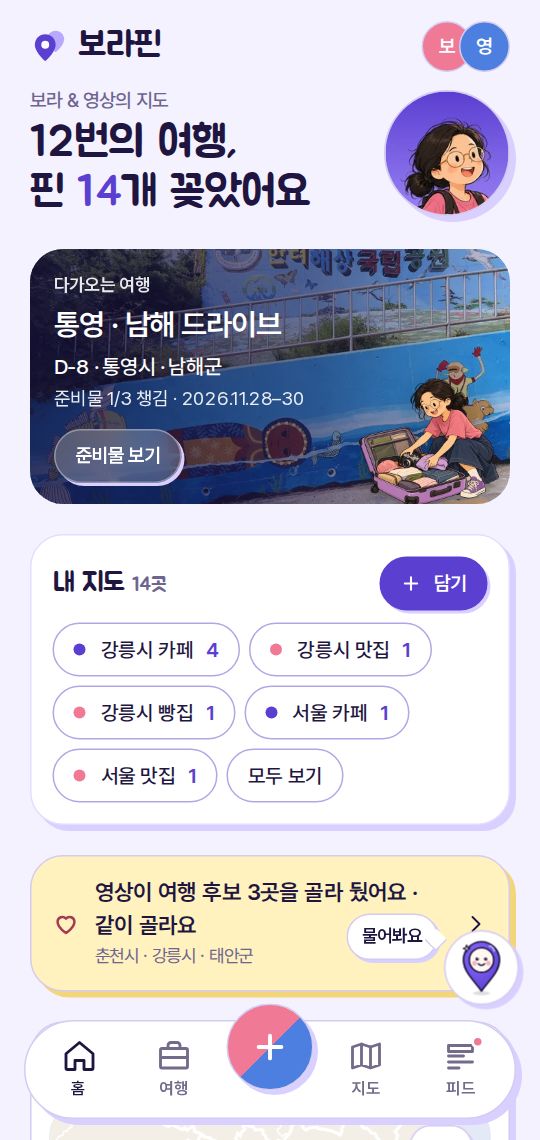 보라핀
보 영
보라 & 영상의 지도
12번의 여행,
핀 14개 꽂았어요
해상국립공원
다가오는 여행
통영 · 남해 드라이브
D-8 · 통영시 · 남해군
준비물 1/3 챙김 · 2026.11.28–30
준비물 보기
내 지도 14곳
+ 담기
강릉시 카페 4
강릉시 맛집 1
강릉시 빵집 1
서울 카페 1
서울 맛집 1
모두 보기
영상이 여행 후보 3곳을 골라 뒀어요 ·
같이 골라요
춘천시 · 강릉시 · 태안군
물어봐요
홈
여행
+
지도
피드